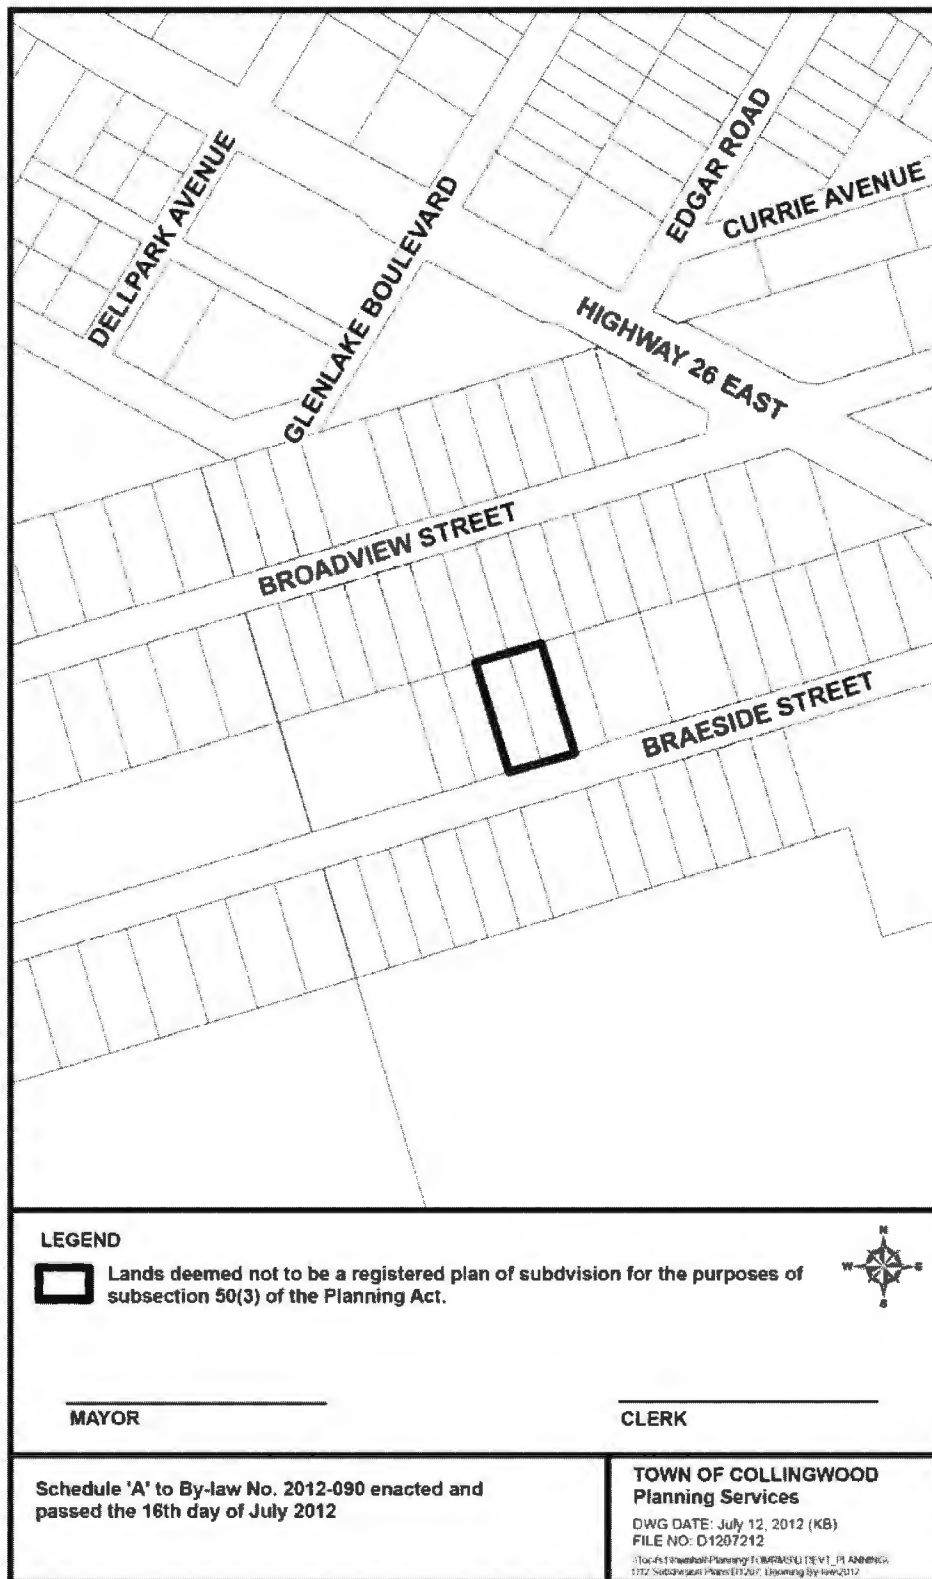 DELLPARK AVENUE
GLENLAKE BOULEVARD
EDGAR ROAD
CURRIE AVENUE
HIGHWAY 26 EAST
BROADVIEW STREET
BRAESIDE STREET
LEGEND
Lands deemed not to be a registered plan of subdvision for the purposes of
subsection 50(3) of the Planning Act.
N
W
E
S
MAYOR
CLERK
Schedule 'A' to By-law No. 2012-090 enacted and
passed the 16th day of July 2012
TOWN OF COLLINGWOOD
Planning Services
DWG DATE: July 12, 2012 (KB)
FILE NO: D1207212